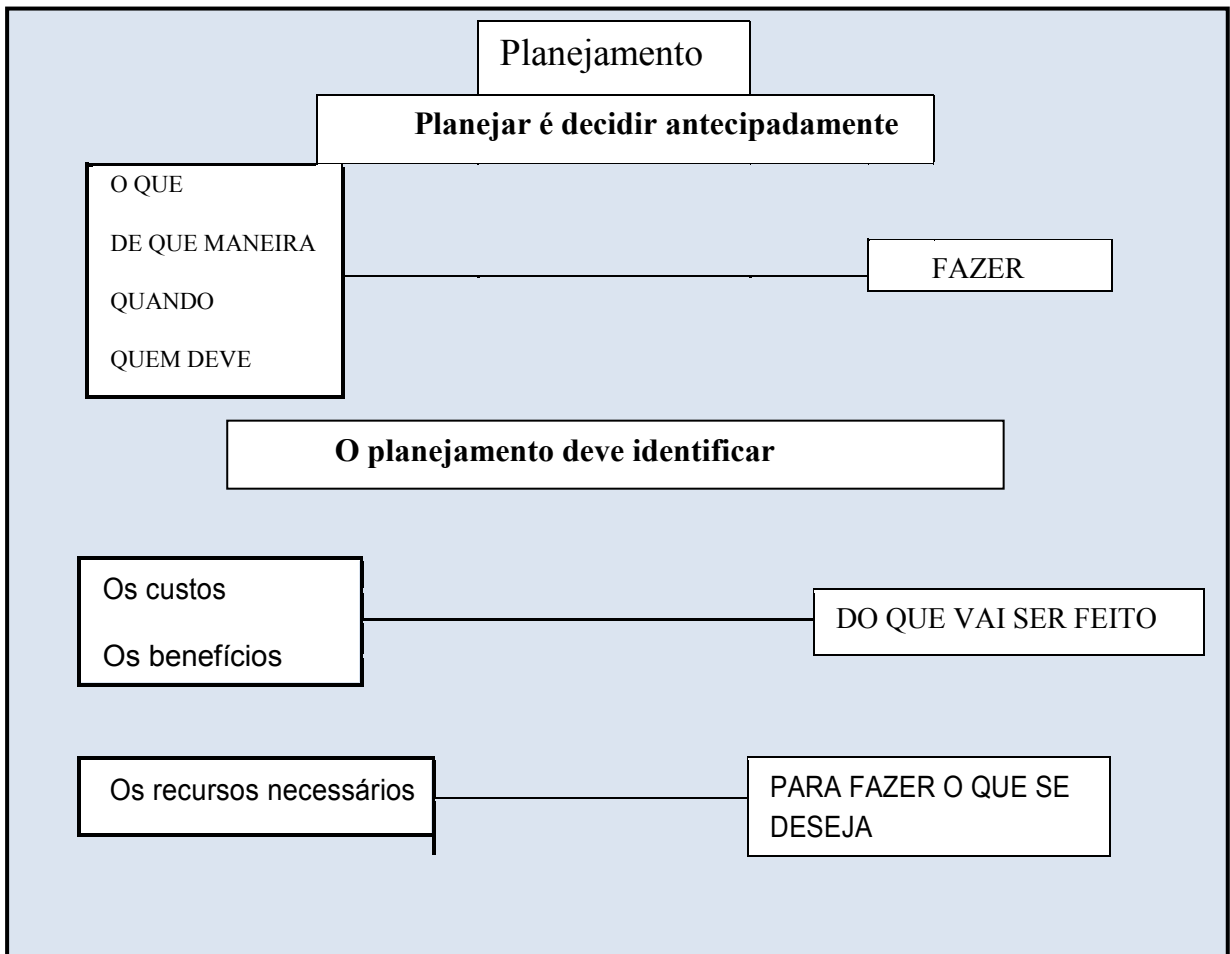 Planejamento
Planejar é decidir antecipadamente
O QUE
DE QUE MANEIRA
QUANDO
QUEM DEVE
FAZER
O planejamento deve identificar
Os custos
Os benefícios
DO QUE VAI SER FEITO
Os recursos necessários
PARA FAZER O QUE SE
DESEJA